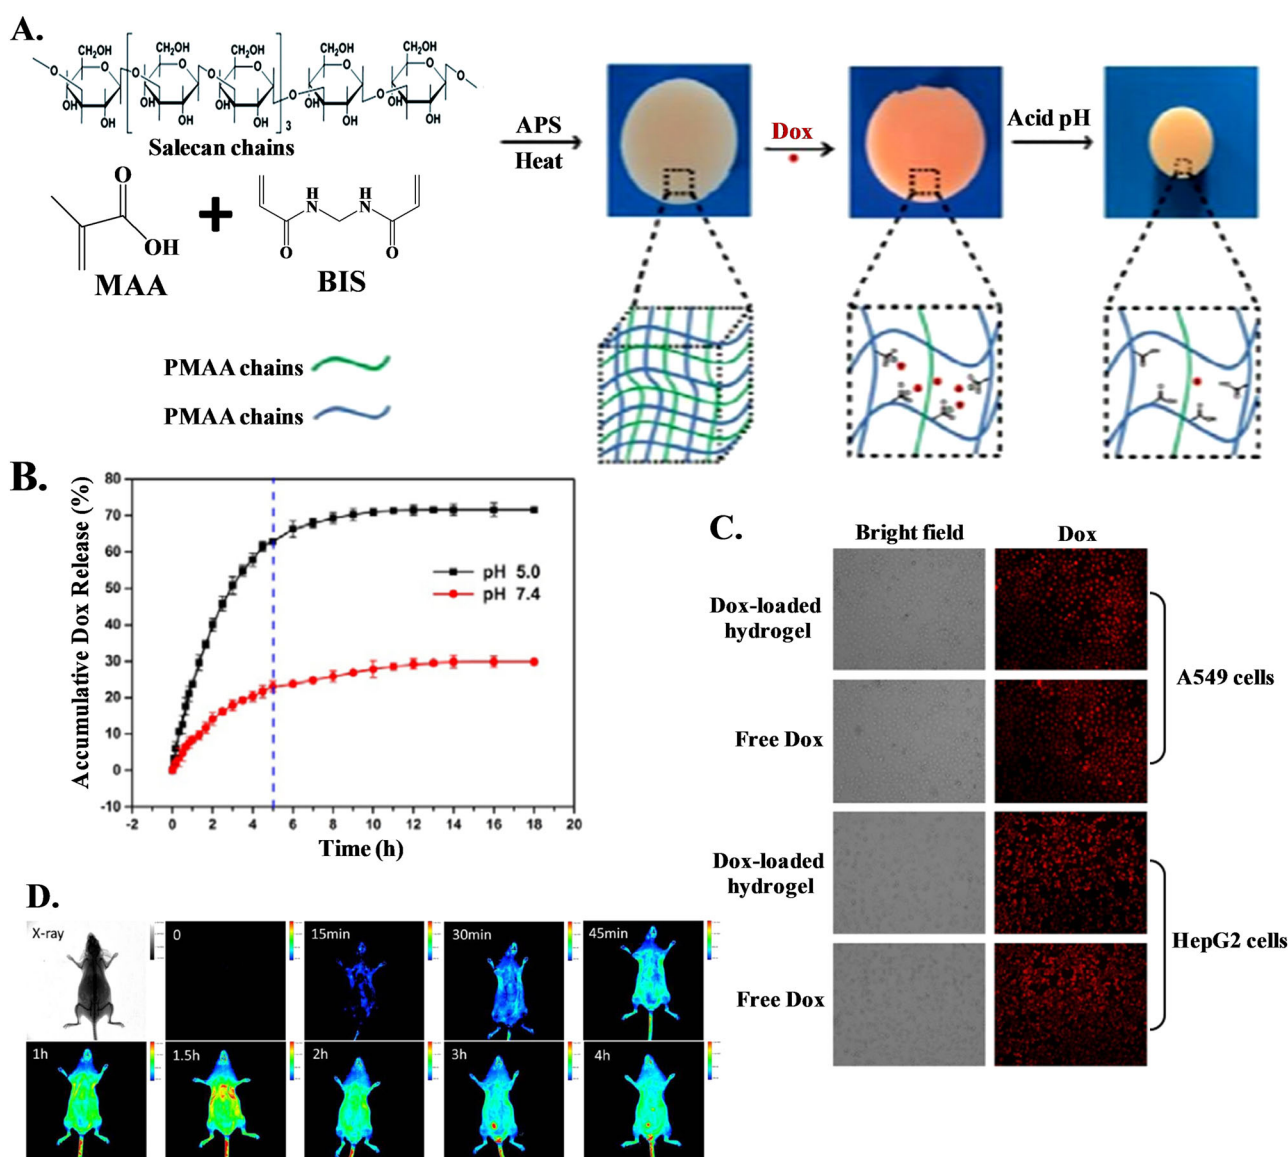 A.
CH₂OH CH₂OH CH₂OH CH₂OH CH₂OH
O O O O O
OH OH OH OH OH
OH OH OH OH OH
3
Salecan chains
O
OH
MAA
+
H H
N N
O O
BIS
APS
Heat
Dox
Acid pH
PMAA chains
PMAA chains
B.
Accumulative Dox Release (%)
80
70
60
50
40
30
20
10
0
-10
-2 0 2 4 6 8 10 12 14 16 18 20
Time (h)
pH 5.0
pH 7.4
C.
Bright field Dox
Dox-loaded
hydrogel
Free Dox
A549 cells
Dox-loaded
hydrogel
Free Dox
HepG2 cells
D.
X-ray 0 15min 30min 45min
1h 1.5h 2h 3h 4h